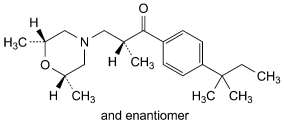 O
H
N
H₃C
CH₃
H
CH₃
O
H₃C CH₃
H CH₃
and enantiomer